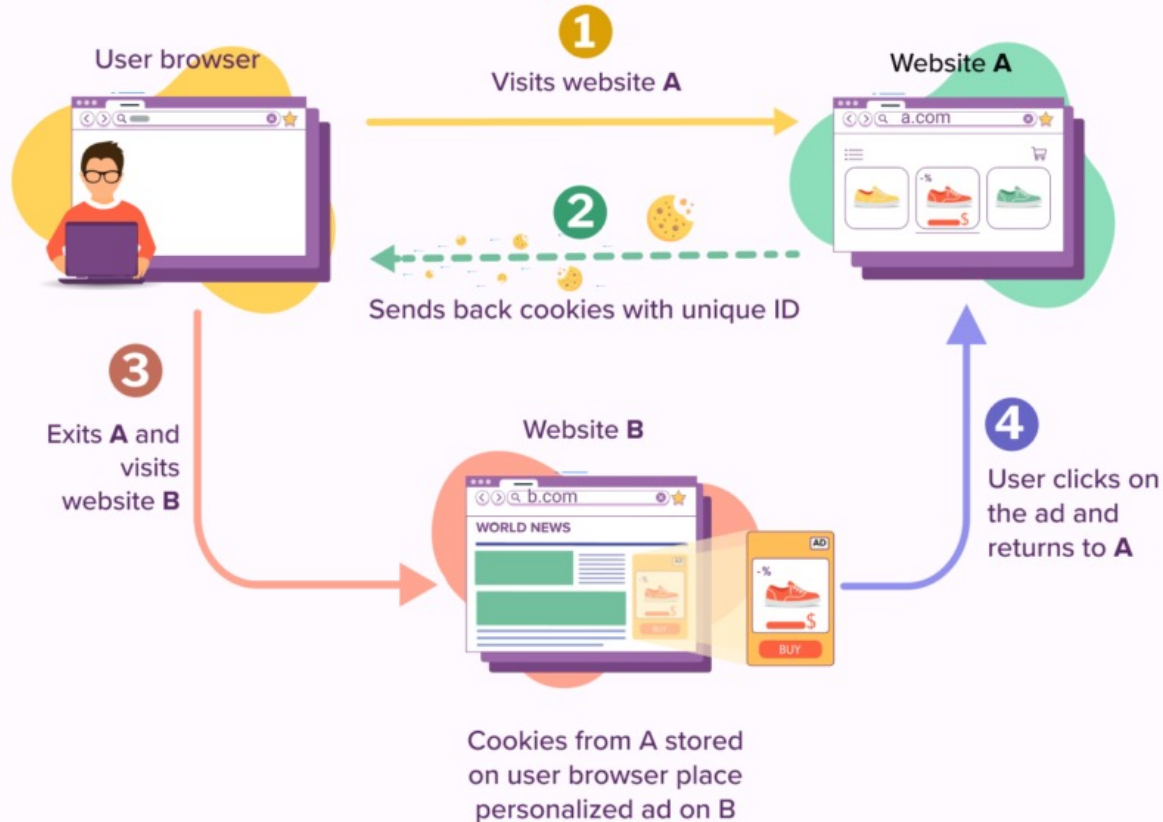 1
User browser
Visits website A
Website A
a.com
-%
$
2
Sends back cookies with unique ID
3
Exits A and
visits
website B
Website B
b.com
WORLD NEWS
AD
-%
$
BUY
AD
-%
$
BUY
4
User clicks on
the ad and
returns to A
Cookies from A stored
on user browser place
personalized ad on B